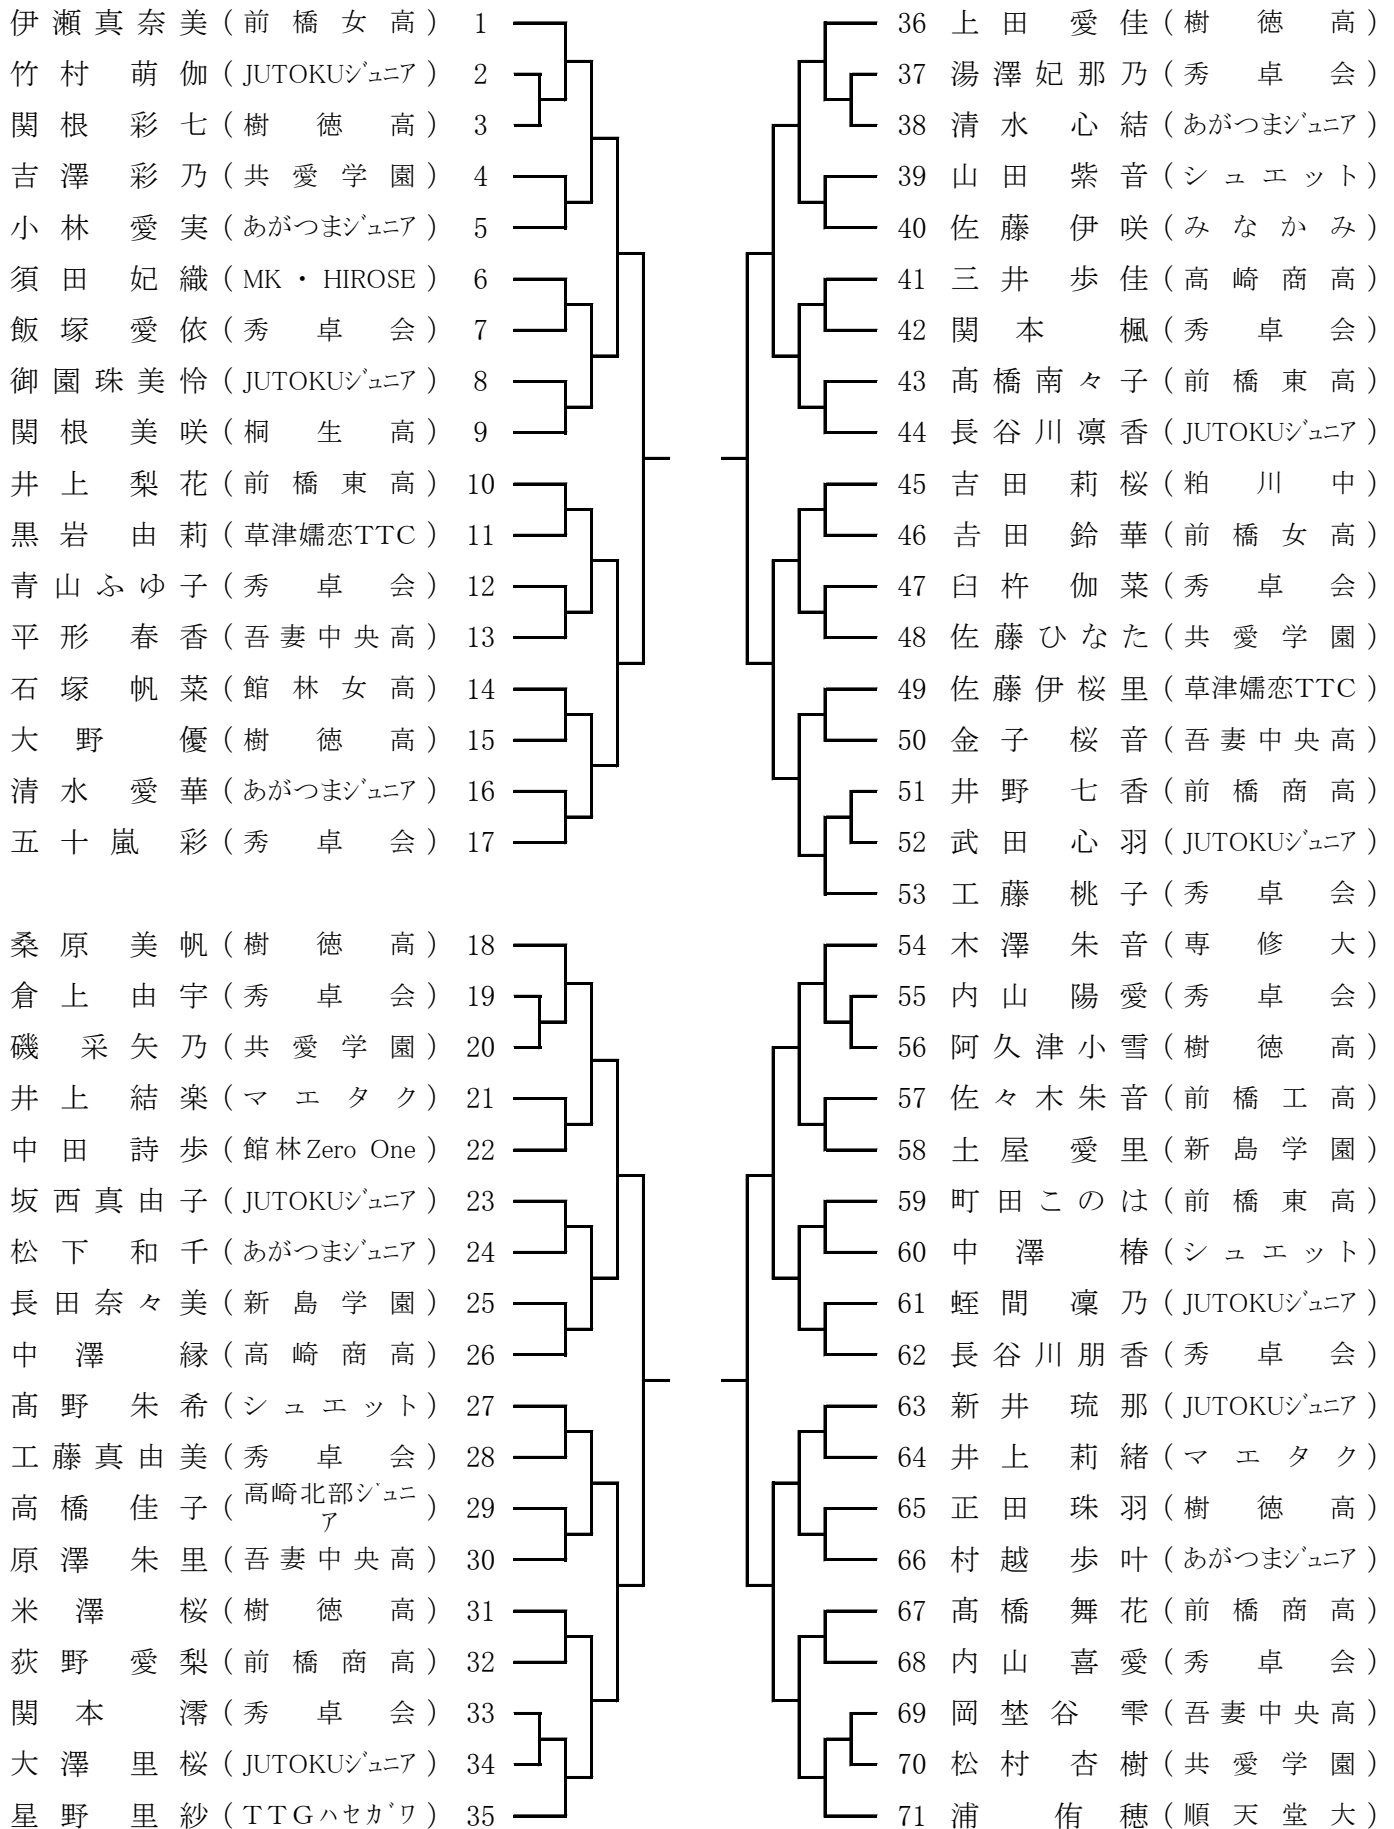 伊瀬真奈美(前橋女高) 1
竹村萌伽(JUTOKUジュニア) 2
関根彩七(樹徳高) 3
吉澤彩乃(共愛学園) 4
小林愛実(あがつまジュニア) 5
須田妃織(MK・HIROSE) 6
飯塚愛依(秀卓会) 7
御園珠美怜(JUTOKUジュニア) 8
関根美咲(桐生高) 9
井上梨花(前橋東高) 10
黒岩由莉(草津嬬恋TTC) 11
青山ふゆ子(秀卓会) 12
平形春香(吾妻中央高) 13
石塚帆菜(館林女高) 14
大野優(樹徳高) 15
清水愛華(あがつまジュニア) 16
五十嵐彩(秀卓会) 17
桑原美帆(樹徳高) 18
倉上由宇(秀卓会) 19
磯采矢乃(共愛学園) 20
井上結楽(マエタク) 21
中田詩歩(館林Zero One) 22
坂西真由子(JUTOKUジュニア) 23
松下和千(あがつまジュニア) 24
長田奈々美(新島学園) 25
中澤縁(高崎商高) 26
髙野朱希(シュエット) 27
工藤真由美(秀卓会) 28
高橋佳子(高崎北部ジュニア) 29
原澤朱里(吾妻中央高) 30
米澤桜(樹徳高) 31
荻野愛梨(前橋商高) 32
関本澪(秀卓会) 33
大澤里桜(JUTOKUジュニア) 34
星野里紗(TTGハセガワ) 35
36 上田愛佳(樹徳高)
37 湯澤妃那乃(秀卓会)
38 清水心結(あがつまジュニア)
39 山田紫音(シュエット)
40 佐藤伊咲(みなかみ)
41 三井歩佳(高崎商高)
42 関本楓(秀卓会)
43 髙橋南々子(前橋東高)
44 長谷川凛香(JUTOKUジュニア)
45 吉田莉桜(粕川中)
46 𠮷田鈴華(前橋女高)
47 臼杵伽菜(秀卓会)
48 佐藤ひなた(共愛学園)
49 佐藤伊桜里(草津嬬恋TTC)
50 金子桜音(吾妻中央高)
51 井野七香(前橋商高)
52 武田心羽(JUTOKUジュニア)
53 工藤桃子(秀卓会)
54 木澤朱音(専修大)
55 内山陽愛(秀卓会)
56 阿久津小雪(樹徳高)
57 佐々木朱音(前橋工高)
58 土屋愛里(新島学園)
59 町田このは(前橋東高)
60 中澤椿(シュエット)
61 蛭間凜乃(JUTOKUジュニア)
62 長谷川朋香(秀卓会)
63 新井琉那(JUTOKUジュニア)
64 井上莉緒(マエタク)
65 正田珠羽(樹徳高)
66 村越歩叶(あがつまジュニア)
67 髙橋舞花(前橋商高)
68 内山喜愛(秀卓会)
69 岡埜谷雫(吾妻中央高)
70 松村杏樹(共愛学園)
71 浦侑穂(順天堂大)